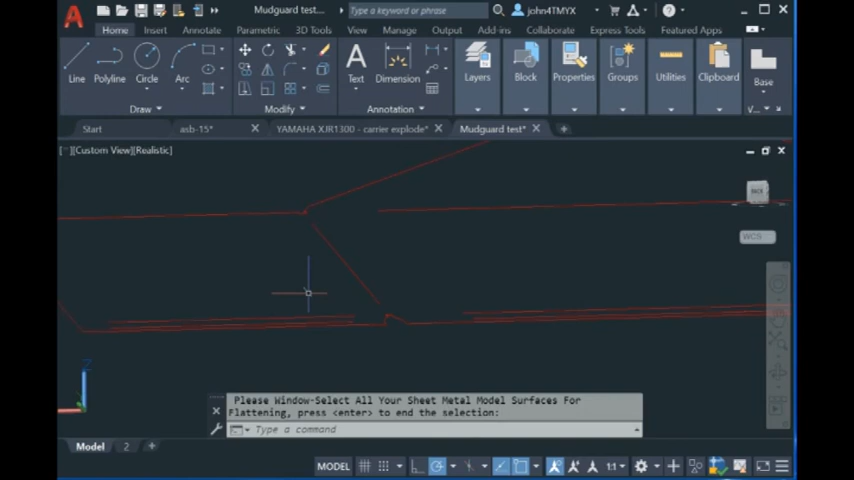 Mudguard test...
Type a keyword or phrase
john4TMYX
Home Insert Annotate Parametric 3D Tools View Manage Output Add-ins Collaborate Express Tools Featured Apps
Line Polyline Circle Arc Text Dimension Layers Block Properties Groups Utilities Clipboard Base
Draw Modify Annotation View
Start asb-15* YAMAHA XJR1300 - carrier explode* Mudguard test*
[−][Custom View][Realistic]
WCS
Z
Please Window-Select All Your Sheet Metal Model Surfaces For
Flattening, press <enter> to end the selection:
Type a command
Model 2
MODEL 1:1